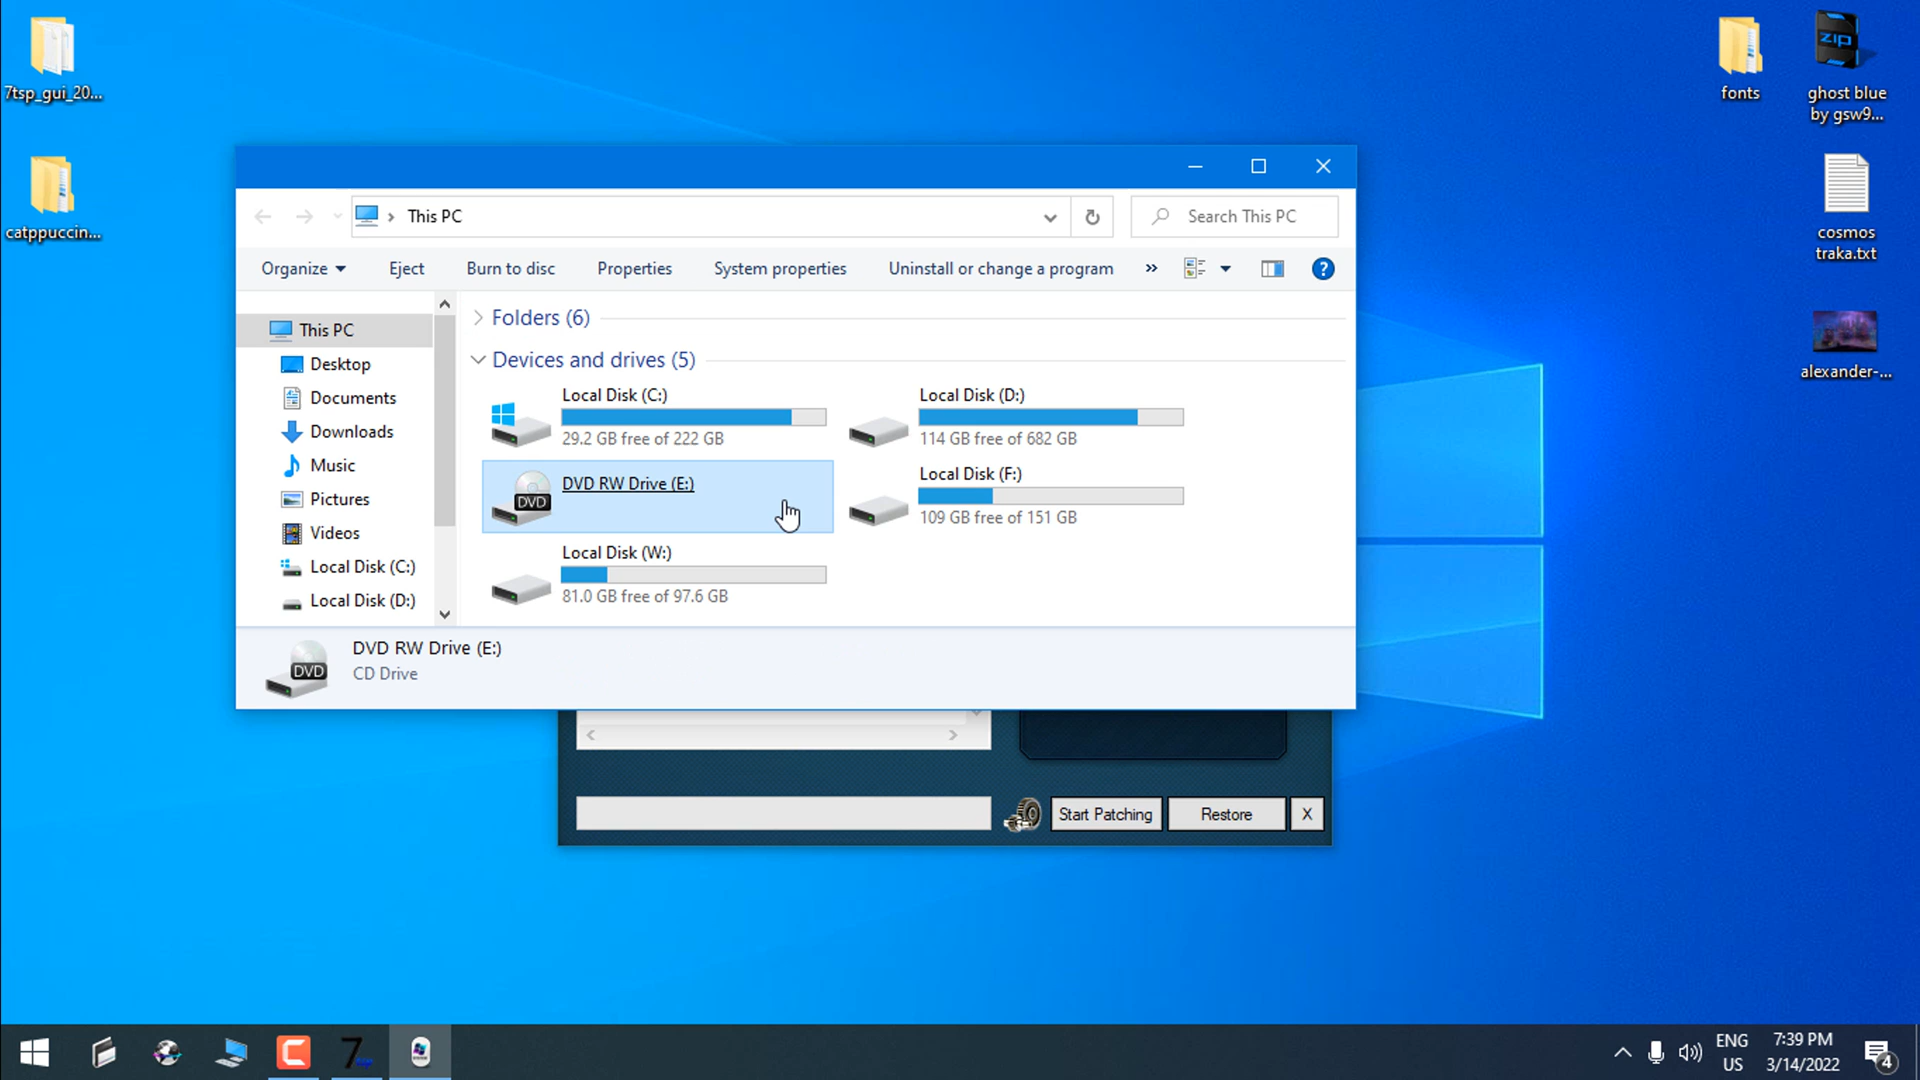 7tsp_gui_20...
catppuccin...
fonts
zip
ghost blue
by gsw9...
cosmos
traka.txt
alexander-...
This PC
Search This PC
Organize
Eject
Burn to disc
Properties
System properties
Uninstall or change a program
»
?
This PC
Desktop
Documents
Downloads
Music
Pictures
Videos
Local Disk (C:)
Local Disk (D:)
Folders (6)
Devices and drives (5)
Local Disk (C:)
29.2 GB free of 222 GB
Local Disk (D:)
114 GB free of 682 GB
DVD
DVD RW Drive (E:)
Local Disk (F:)
109 GB free of 151 GB
Local Disk (W:)
81.0 GB free of 97.6 GB
DVD
DVD RW Drive (E:)
CD Drive
Start Patching
Restore
X
C
7
ENG
US
7:39 PM
3/14/2022
4